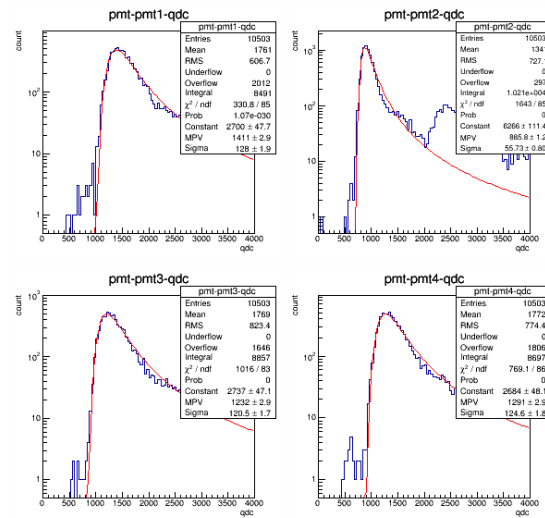 pmt-pmt1-qdc
pmt-pmt1-qdc
Entries 10503
Mean 1761
RMS 606.7
Underflow 0
Overflow 2012
Integral 8491
χ² / ndf 330.8 / 85
Prob 1.07e-030
Constant 2700 ± 47.7
MPV 1411 ± 2.9
Sigma 128 ± 1.9
count
10²
10
1
0 500 1000 1500 2000 2500 3000 3500 4000
qdc
pmt-pmt2-qdc
pmt-pmt2-qdc
Entries 10503
Mean 1341
RMS 727.
Underflow 0
Overflow 297
Integral 1.021e+004
χ² / ndf 1643 / 85
Prob 0
Constant 6266 ± 111.4
MPV 865.8 ± 1.2
Sigma 55.73 ± 0.80
count
10³
10²
10
1
0 500 1000 1500 2000 2500 3000 3500 4000
qdc
pmt-pmt3-qdc
pmt-pmt3-qdc
Entries 10503
Mean 1769
RMS 823.4
Underflow 0
Overflow 1646
Integral 8857
χ² / ndf 1016 / 83
Prob 0
Constant 2737 ± 47.1
MPV 1232 ± 2.9
Sigma 120.5 ± 1.7
count
10³
10²
10
1
0 500 1000 1500 2000 2500 3000 3500 4000
qdc
pmt-pmt4-qdc
pmt-pmt4-qdc
Entries 10503
Mean 1772
RMS 774.4
Underflow 0
Overflow 1806
Integral 8697
χ² / ndf 769.1 / 86
Prob 0
Constant 2684 ± 48.1
MPV 1291 ± 2.9
Sigma 124.6 ± 1.8
count
10²
10
1
0 500 1000 1500 2000 2500 3000 3500 4000
qdc